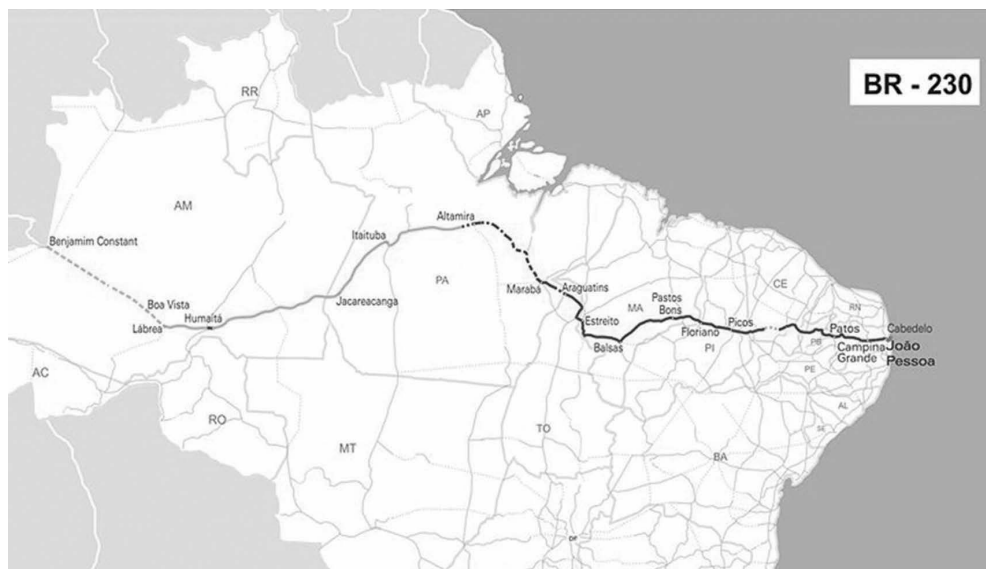 BR - 230
RR
AP
AM
Benjamim Constant
Altamira
Itaituba
Boa Vista
Lábrea
Humaitá
Jacareacanga
PA
Marabá
Araguatins
Estreito
Balsas
MA
Pastos
Bons
Floriano
PI
Picos
CE
RN
PB
Patos
Cabedelo
Campina
Grande
João
Pessoa
PE
AL
SE
AC
RO
MT
TO
BA
DF